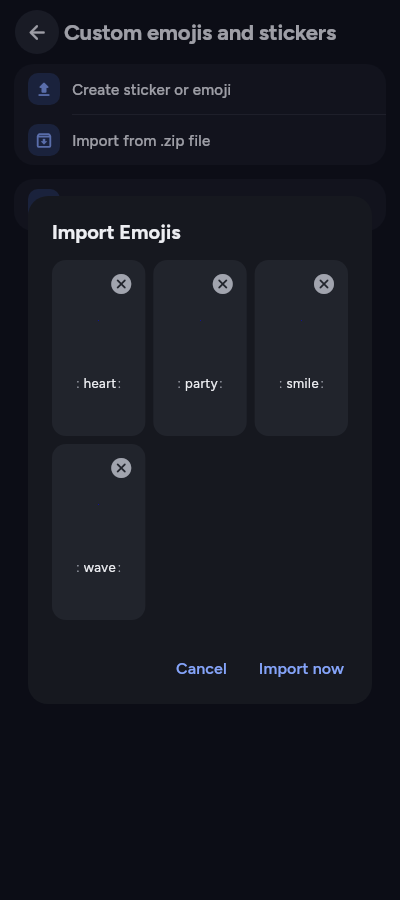 Custom emojis and stickers
Create sticker or emoji
Import from .zip file
Import Emojis
: heart :
: party :
: smile :
: wave :
Cancel
Import now